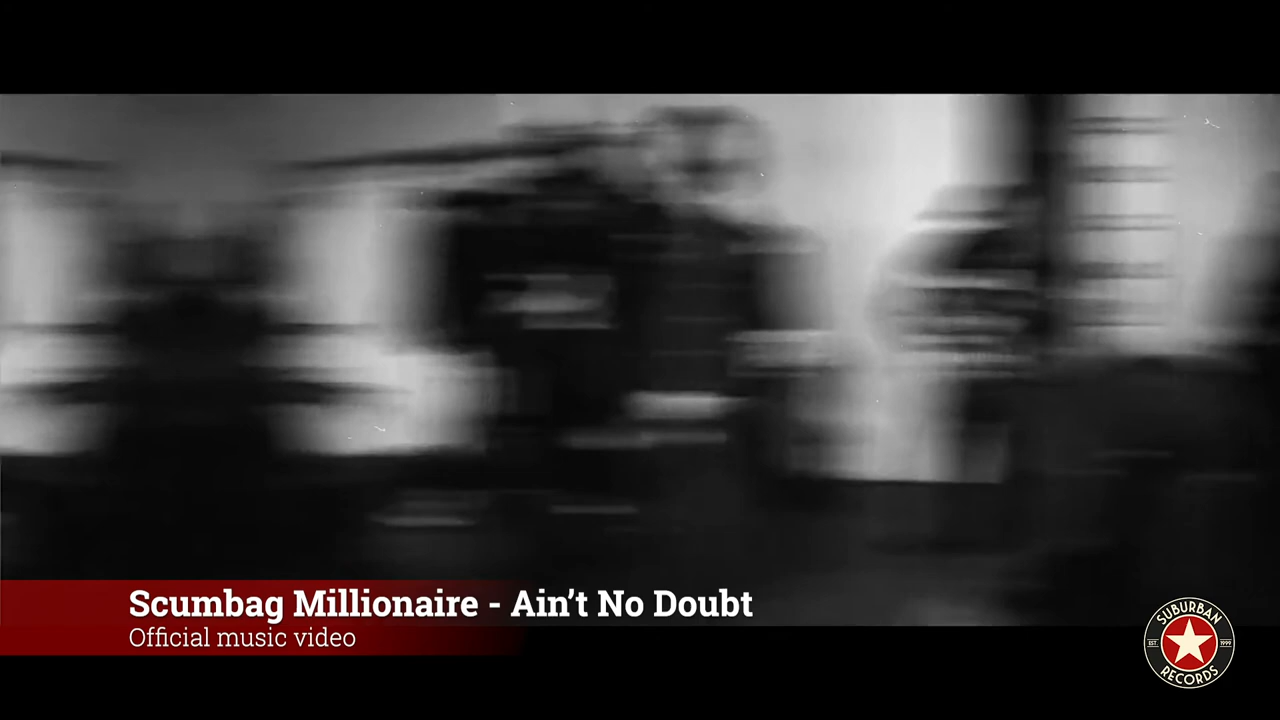 Scumbag Millionaire - Ain't No Doubt
Official music video
SUBURBAN
EST. 1999
RECORDS